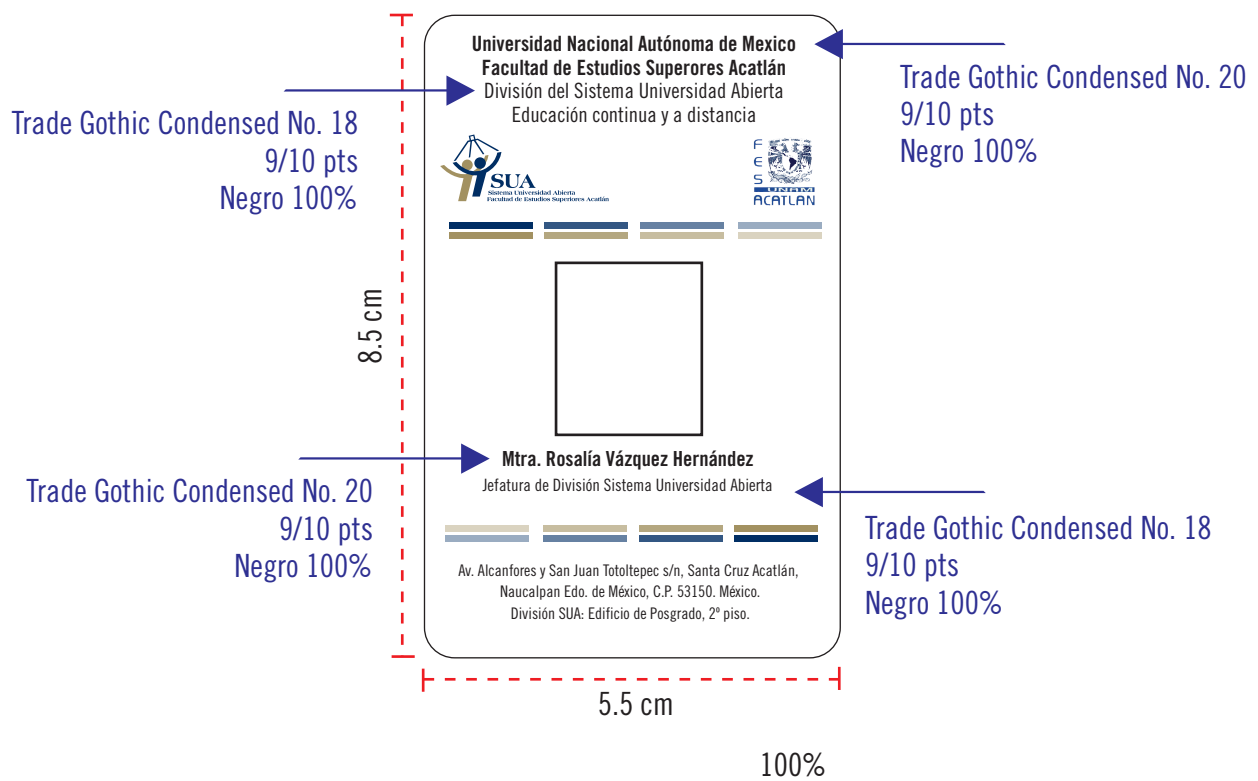 Universidad Nacional Autónoma de Mexico
Facultad de Estudios Superores Acatlán
División del Sistema Universidad Abierta
Educación continua y a distancia
Trade Gothic Condensed No. 20
9/10 pts
Negro 100%
Trade Gothic Condensed No. 18
9/10 pts
Negro 100%
SUA
Sistema Universidad Abierta
Facultad de Estudios Superiores Acatlán
F
E
S
UNAM
ACATLAN
8.5 cm
Mtra. Rosalía Vázquez Hernández
Jefatura de División Sistema Universidad Abierta
Trade Gothic Condensed No. 20
9/10 pts
Negro 100%
Trade Gothic Condensed No. 18
9/10 pts
Negro 100%
Av. Alcanfores y San Juan Totoltepec s/n, Santa Cruz Acatlán,
Naucalpan Edo. de México, C.P. 53150. México.
División SUA: Edificio de Posgrado, 2º piso.
5.5 cm
100%